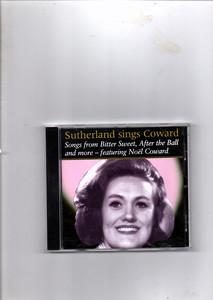 Sutherland sings Coward
Songs from Bitter Sweet, After the Ball
and more – featuring Noël Coward